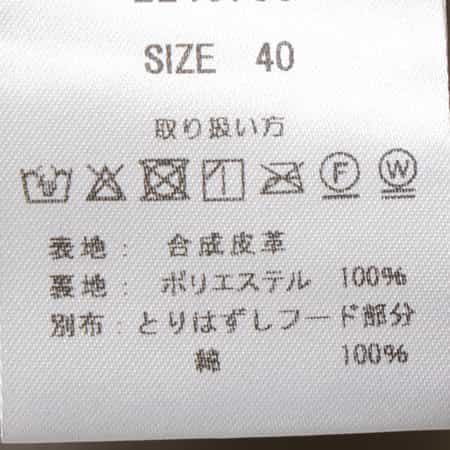 SIZE 40
取り扱い方
F W
表地: 合成皮革
裏地: ポリエステル 100%
別布: とりはずしフード部分
綿 100%